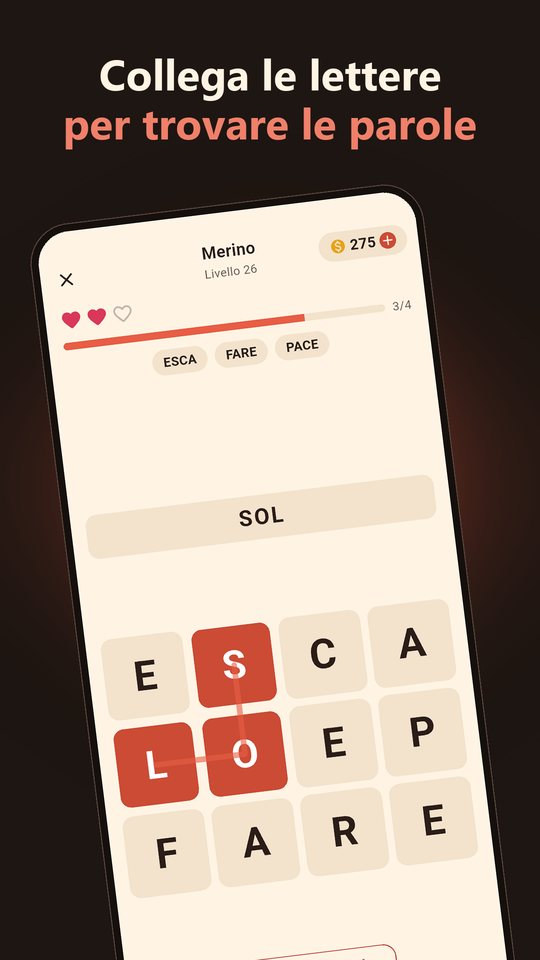 Collega le lettere
per trovare le parole
Merino
Livello 26
275
3/4
ESCA FARE PACE
SOL
E S C A
L O E P
F A R E